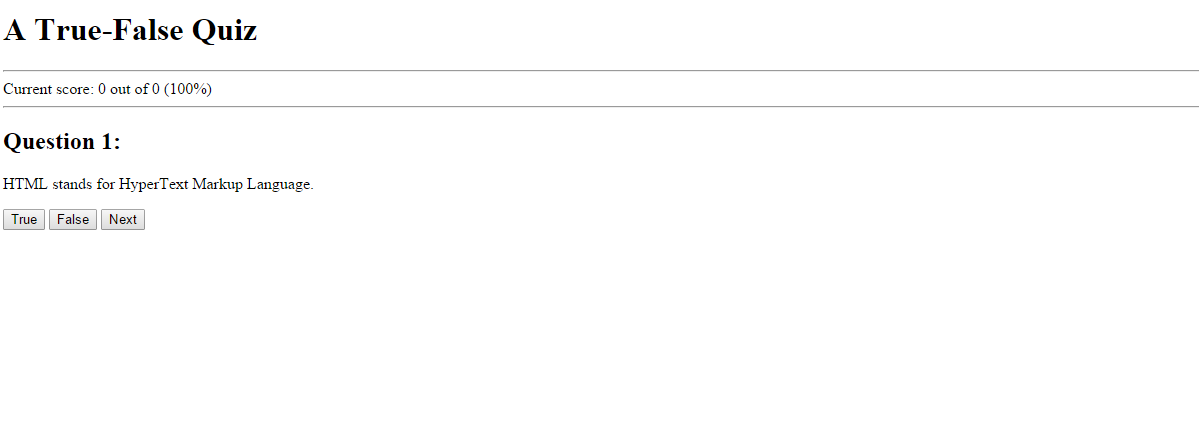 A True-False Quiz
Current score: 0 out of 0 (100%)
Question 1:
HTML stands for HyperText Markup Language.
True False Next